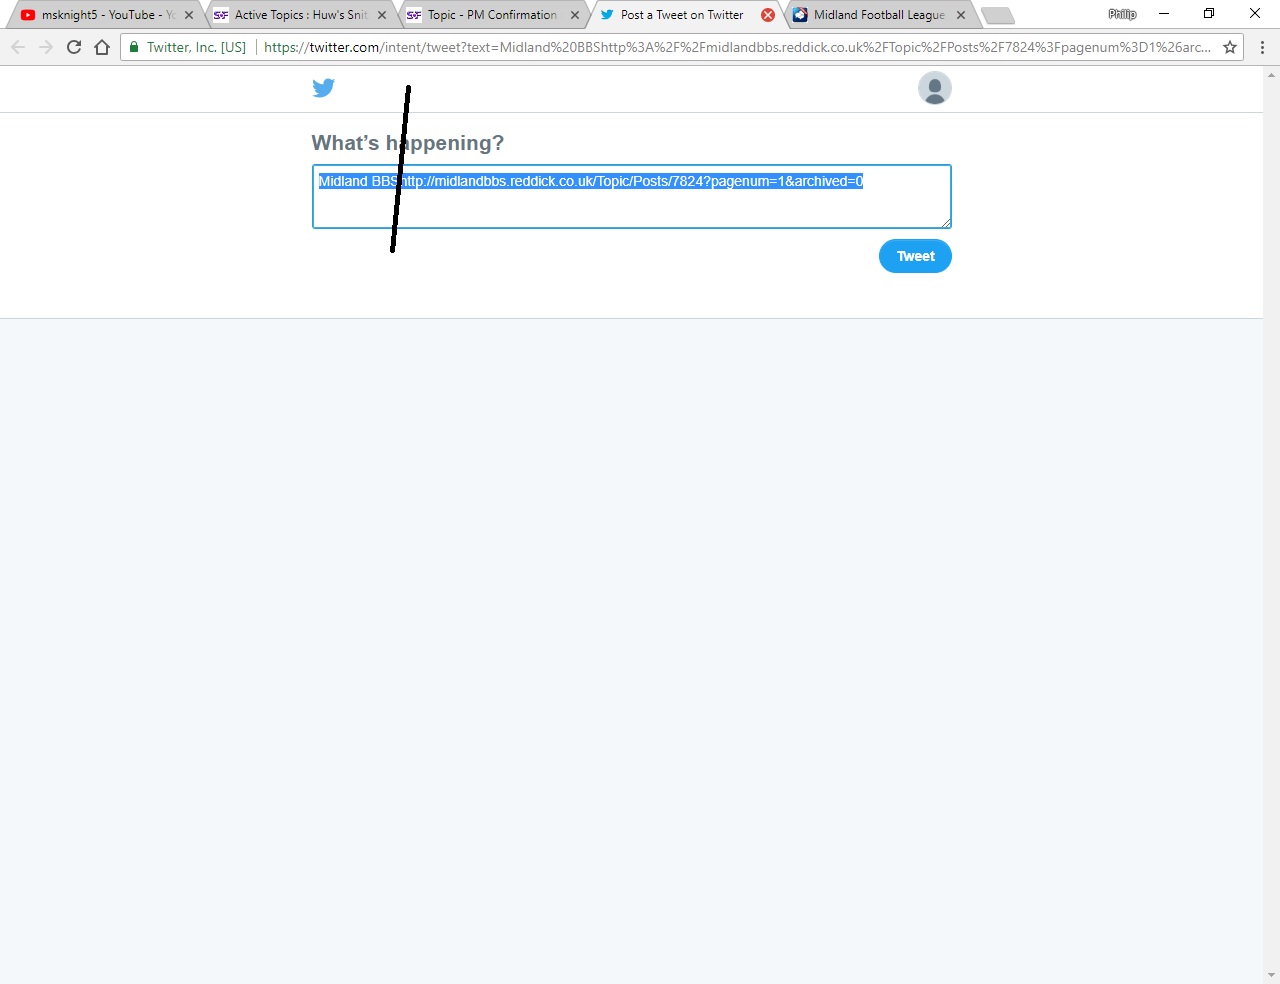 msknight5 - YouTube - Yo
Active Topics : Huw's Snit
Topic - PM Confirmation
Post a Tweet on Twitter
Midland Football League
Philip
Twitter, Inc. [US]
https://twitter.com/intent/tweet?text=Midland%20BBShttp%3A%2F%2Fmidlandbbs.reddick.co.uk%2FTopic%2FPosts%2F7824%3Fpagenum%3D1%26arc...
What's happening?
Midland BBShttp://midlandbbs.reddick.co.uk/Topic/Posts/7824?pagenum=1&archived=0
Tweet